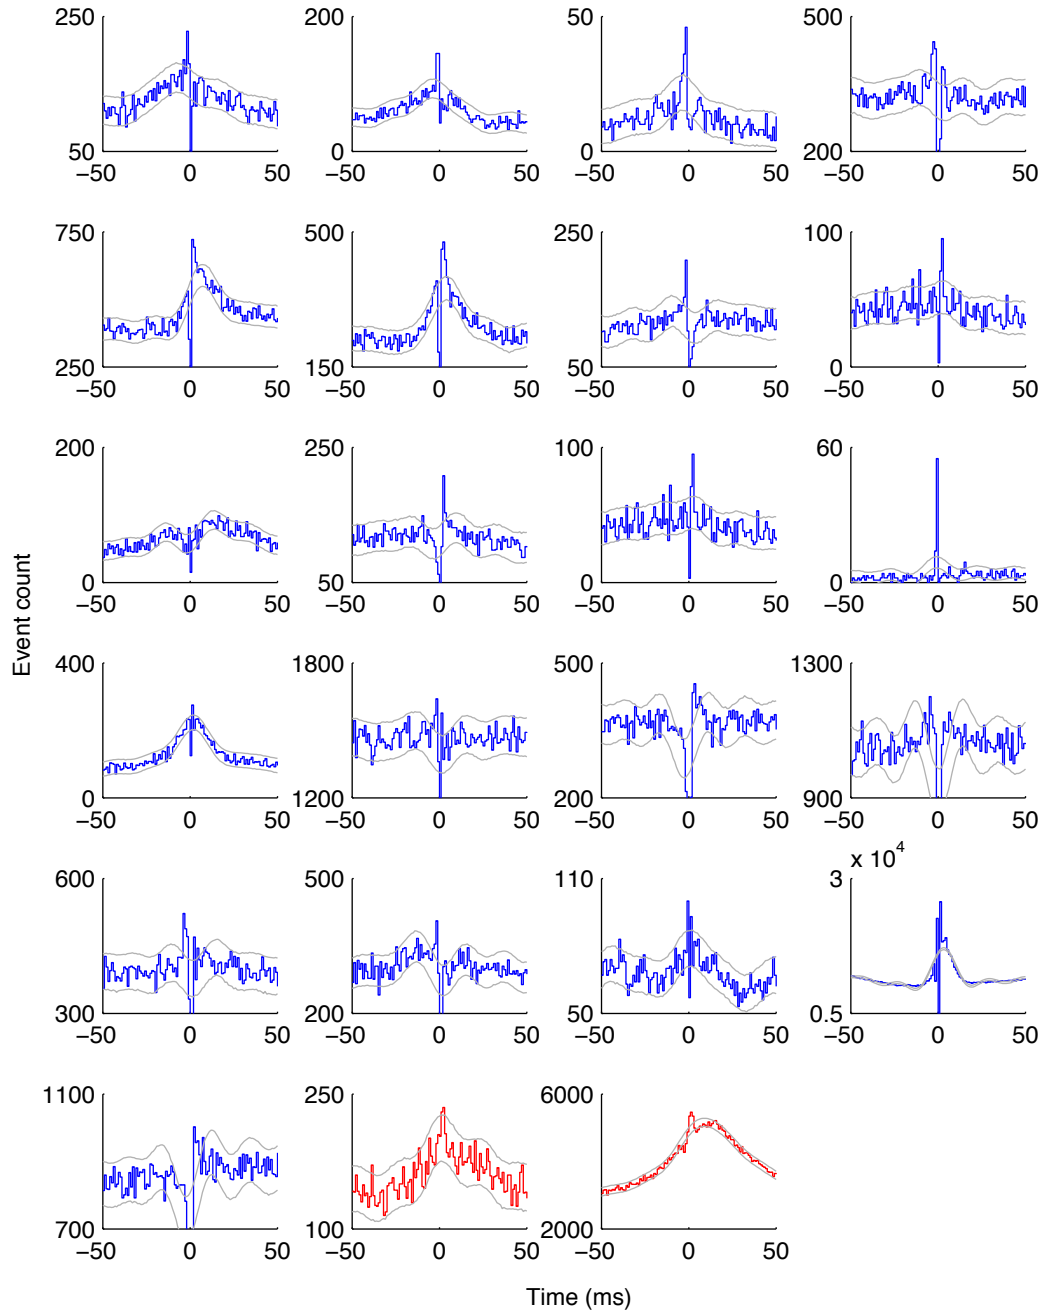 250 200 50 500
50 0 0 200
−50 0 50 −50 0 50 −50 0 50 −50 0 50
750 500 250 100
250 150 50 0
−50 0 50 −50 0 50 −50 0 50 −50 0 50
200 250 100 60
0 50 0 0
−50 0 50 −50 0 50 −50 0 50 −50 0 50
Event count
400 1800 500 1300
0 1200 200 900
−50 0 50 −50 0 50 −50 0 50 −50 0 50
x 10^4
600 500 110 3
300 200 50 0.5
−50 0 50 −50 0 50 −50 0 50 −50 0 50
1100 250 6000
700 100 2000
−50 0 50 −50 0 50 −50 0 50
Time (ms)